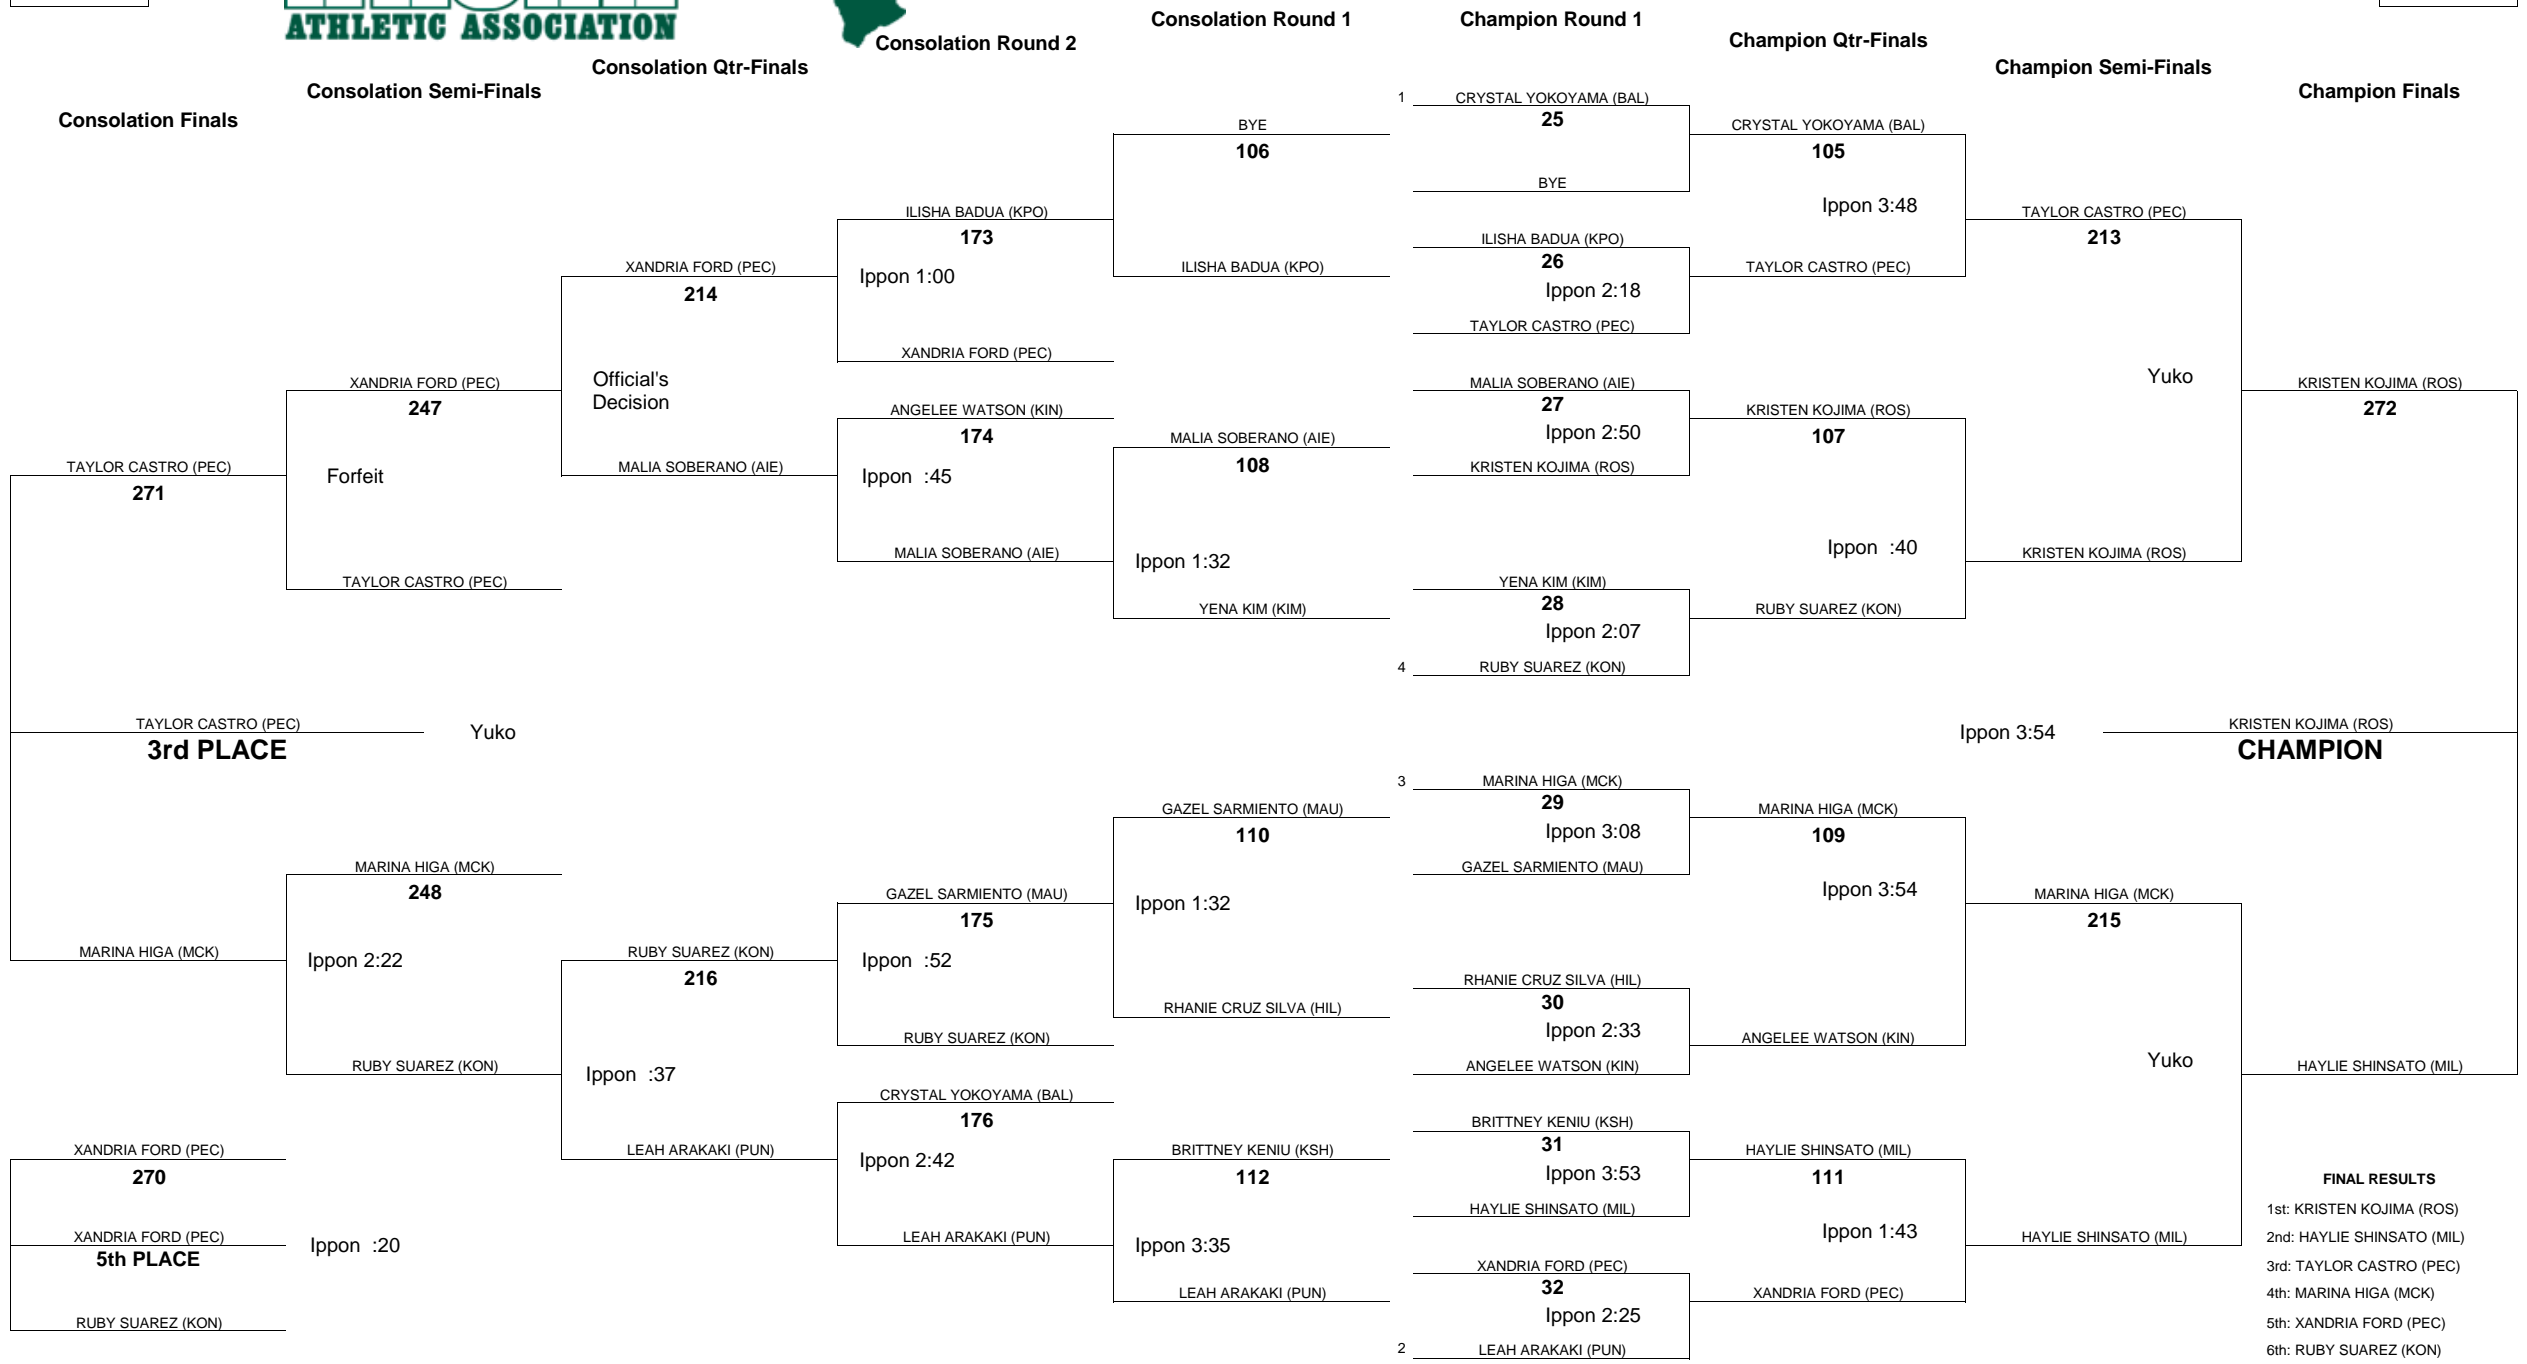 ATHLETIC ASSOCIATION
Consolation Round 1
Champion Round 1
Consolation Round 2
Champion Qtr-Finals
Consolation Qtr-Finals
Champion Semi-Finals
Consolation Semi-Finals
Champion Finals
Consolation Finals
1 CRYSTAL YOKOYAMA (BAL)
25
BYE
ILISHA BADUA (KPO)
26
Ippon 2:18
TAYLOR CASTRO (PEC)
MALIA SOBERANO (AIE)
27
Ippon 2:50
KRISTEN KOJIMA (ROS)
YENA KIM (KIM)
28
Ippon 2:07
4 RUBY SUAREZ (KON)
3 MARINA HIGA (MCK)
29
Ippon 3:08
GAZEL SARMIENTO (MAU)
RHANIE CRUZ SILVA (HIL)
30
Ippon 2:33
ANGELEE WATSON (KIN)
BRITTNEY KENIU (KSH)
31
Ippon 3:53
HAYLIE SHINSATO (MIL)
XANDRIA FORD (PEC)
32
Ippon 2:25
2 LEAH ARAKAKI (PUN)
CRYSTAL YOKOYAMA (BAL)
105
Ippon 3:48
TAYLOR CASTRO (PEC)
KRISTEN KOJIMA (ROS)
107
Ippon :40
RUBY SUAREZ (KON)
MARINA HIGA (MCK)
109
Ippon 3:54
ANGELEE WATSON (KIN)
HAYLIE SHINSATO (MIL)
111
Ippon 1:43
XANDRIA FORD (PEC)
TAYLOR CASTRO (PEC)
213
Yuko
KRISTEN KOJIMA (ROS)
MARINA HIGA (MCK)
215
Yuko
HAYLIE SHINSATO (MIL)
KRISTEN KOJIMA (ROS)
272
Ippon 3:54
KRISTEN KOJIMA (ROS)
CHAMPION
HAYLIE SHINSATO (MIL)
BYE
106
ILISHA BADUA (KPO)
MALIA SOBERANO (AIE)
108
Ippon 1:32
YENA KIM (KIM)
GAZEL SARMIENTO (MAU)
110
Ippon 1:32
RHANIE CRUZ SILVA (HIL)
BRITTNEY KENIU (KSH)
112
Ippon 3:35
LEAH ARAKAKI (PUN)
ILISHA BADUA (KPO)
173
Ippon 1:00
XANDRIA FORD (PEC)
ANGELEE WATSON (KIN)
174
Ippon :45
MALIA SOBERANO (AIE)
GAZEL SARMIENTO (MAU)
175
Ippon :52
RUBY SUAREZ (KON)
CRYSTAL YOKOYAMA (BAL)
176
Ippon 2:42
LEAH ARAKAKI (PUN)
XANDRIA FORD (PEC)
214
Official's
Decision
MALIA SOBERANO (AIE)
RUBY SUAREZ (KON)
216
Ippon :37
LEAH ARAKAKI (PUN)
XANDRIA FORD (PEC)
247
Forfeit
TAYLOR CASTRO (PEC)
MARINA HIGA (MCK)
248
Ippon 2:22
RUBY SUAREZ (KON)
TAYLOR CASTRO (PEC)
271
TAYLOR CASTRO (PEC)
3rd PLACE
Yuko
MARINA HIGA (MCK)
XANDRIA FORD (PEC)
270
XANDRIA FORD (PEC)
5th PLACE
Ippon :20
RUBY SUAREZ (KON)
FINAL RESULTS
1st: KRISTEN KOJIMA (ROS)
2nd: HAYLIE SHINSATO (MIL)
3rd: TAYLOR CASTRO (PEC)
4th: MARINA HIGA (MCK)
5th: XANDRIA FORD (PEC)
6th: RUBY SUAREZ (KON)